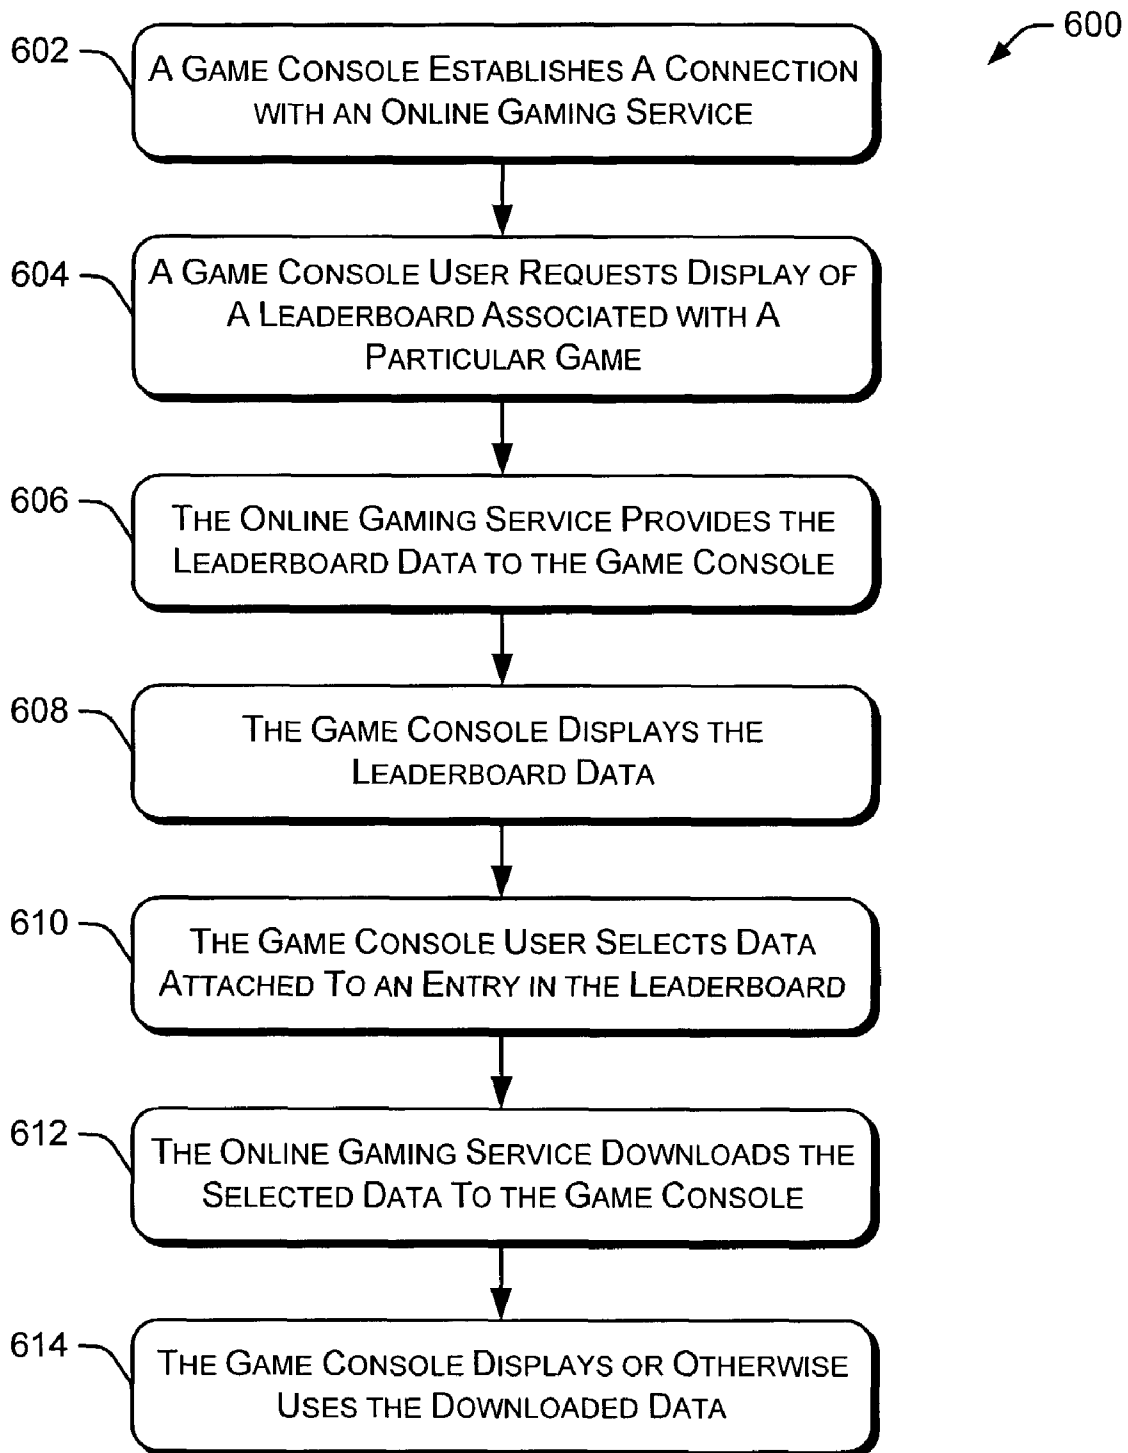 600
602
A GAME CONSOLE ESTABLISHES A CONNECTION
WITH AN ONLINE GAMING SERVICE
604
A GAME CONSOLE USER REQUESTS DISPLAY OF
A LEADERBOARD ASSOCIATED WITH A
PARTICULAR GAME
606
THE ONLINE GAMING SERVICE PROVIDES THE
LEADERBOARD DATA TO THE GAME CONSOLE
608
THE GAME CONSOLE DISPLAYS THE
LEADERBOARD DATA
610
THE GAME CONSOLE USER SELECTS DATA
ATTACHED TO AN ENTRY IN THE LEADERBOARD
612
THE ONLINE GAMING SERVICE DOWNLOADS THE
SELECTED DATA TO THE GAME CONSOLE
614
THE GAME CONSOLE DISPLAYS OR OTHERWISE
USES THE DOWNLOADED DATA